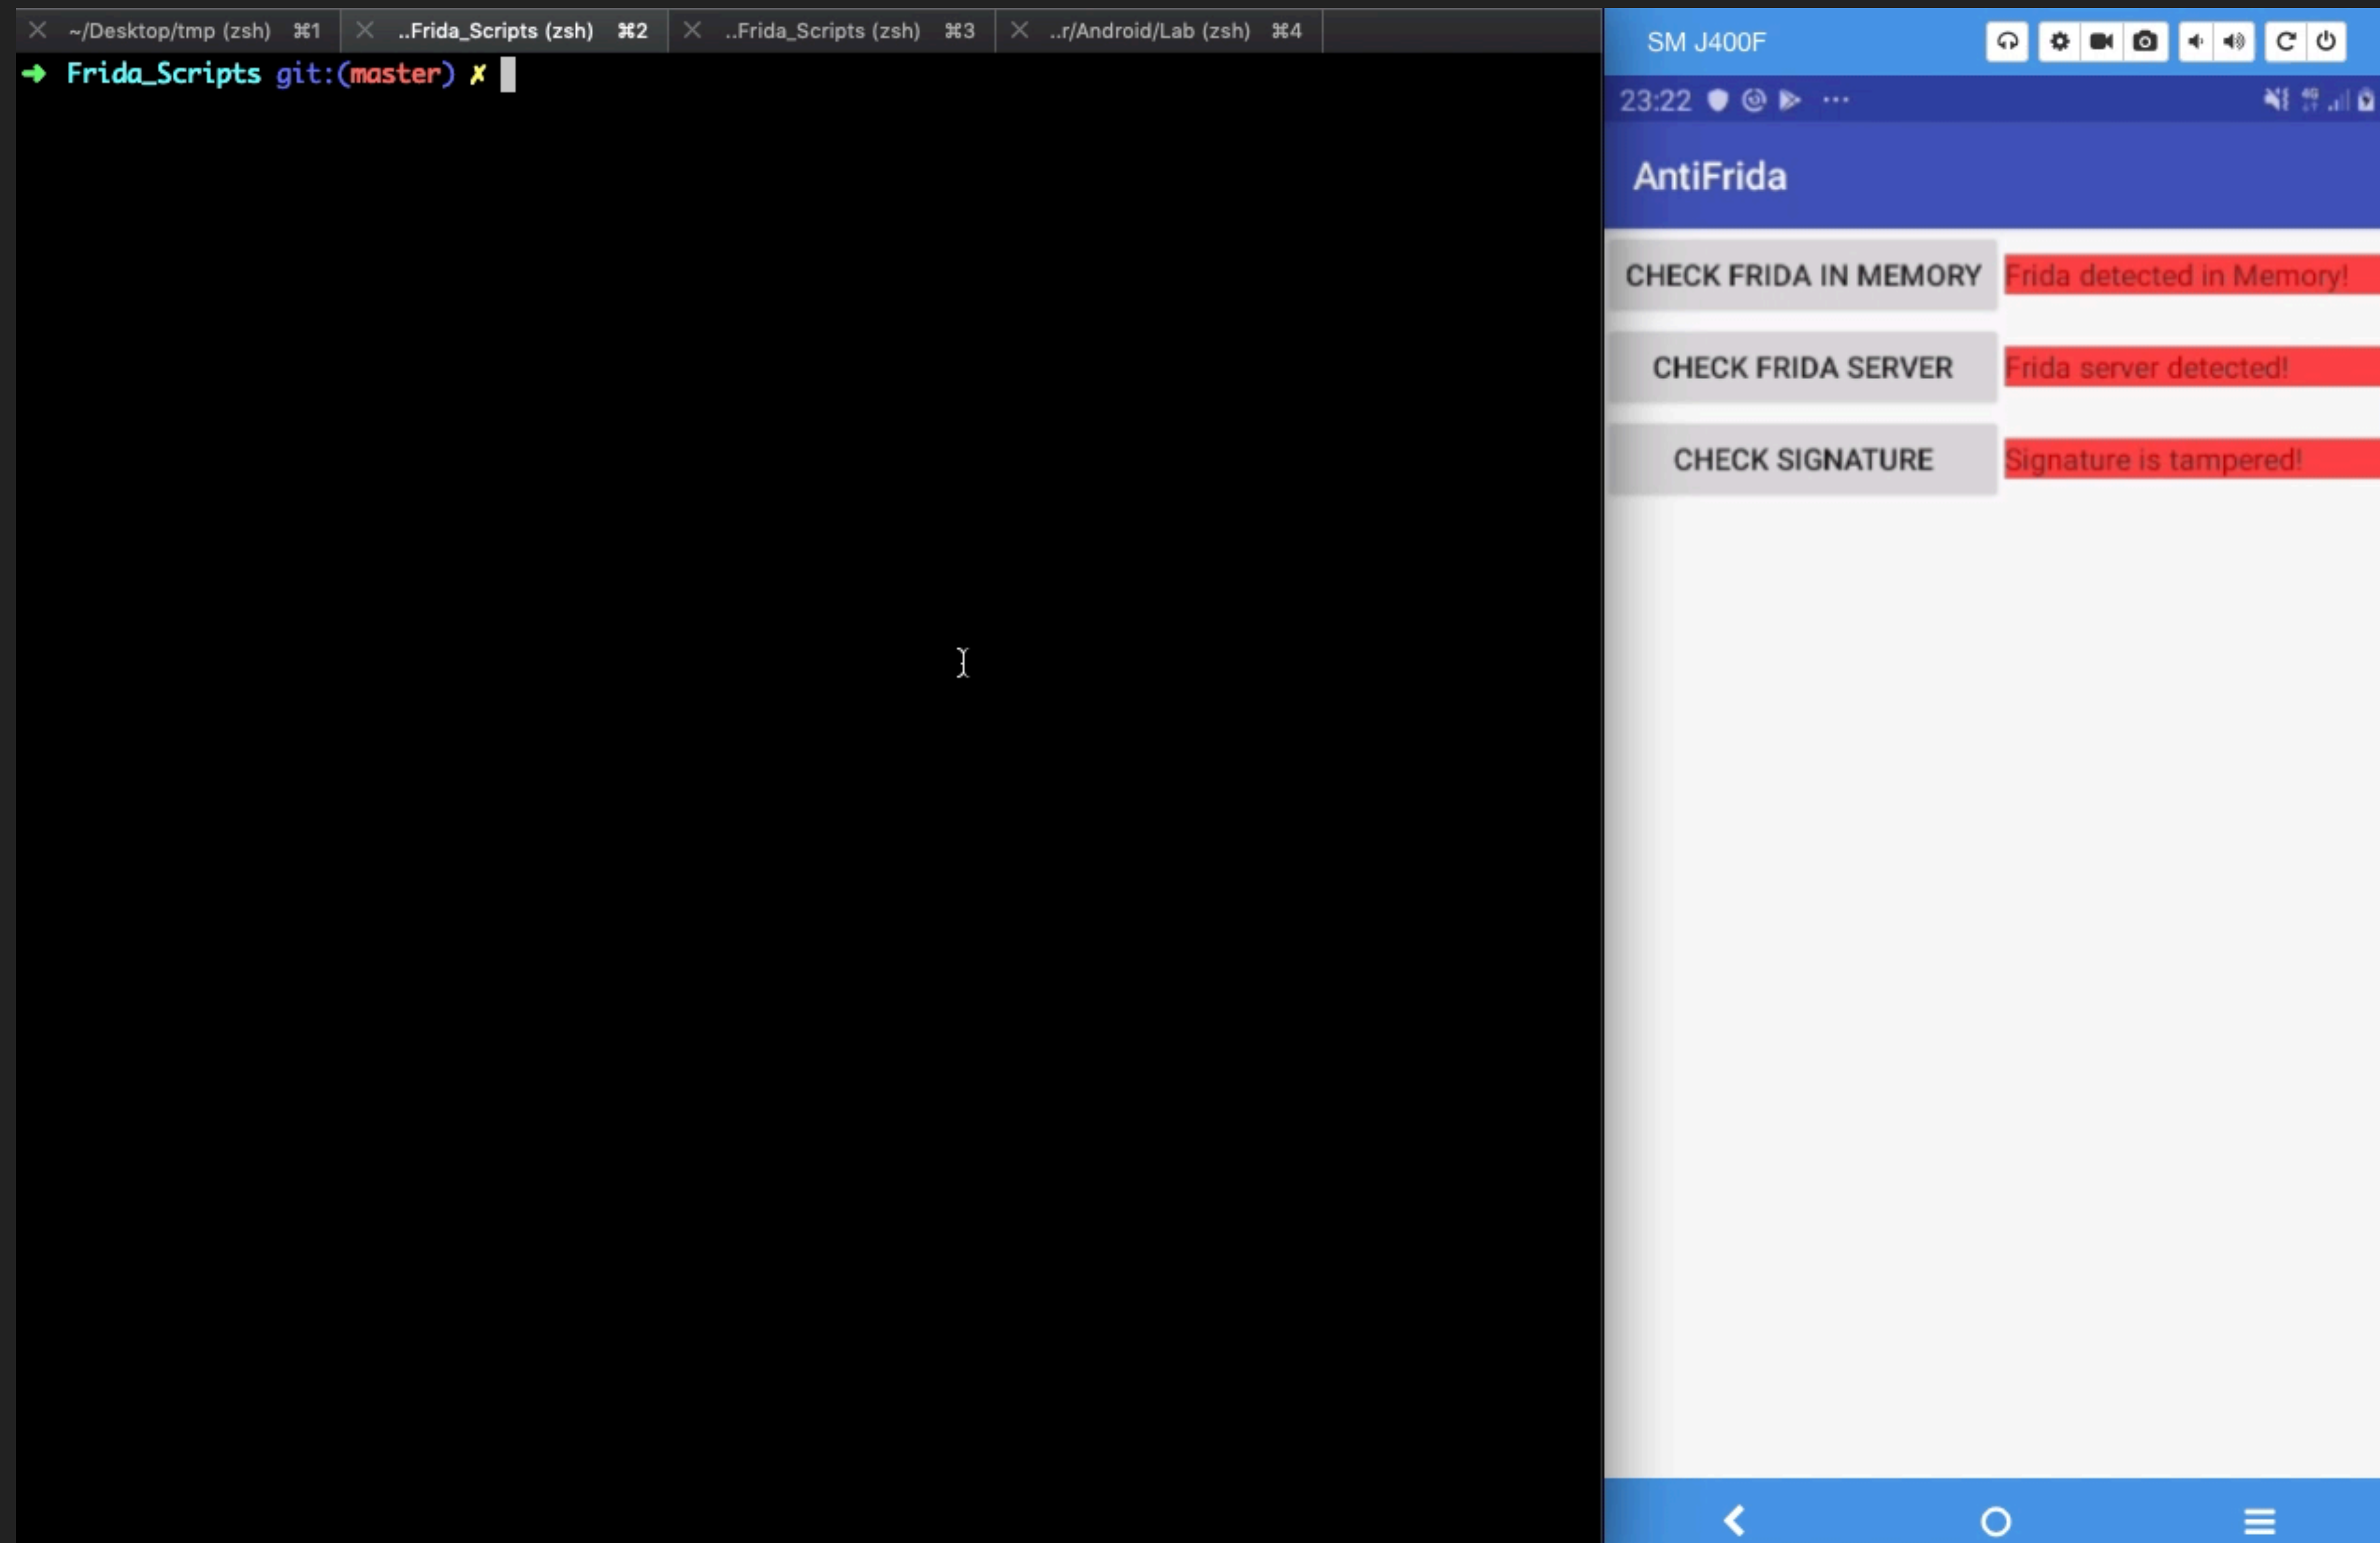 ~/Desktop/tmp (zsh) ⌘1
..Frida_Scripts (zsh) ⌘2
..Frida_Scripts (zsh) ⌘3
..r/Android/Lab (zsh) ⌘4
➜ Frida_Scripts git:(master) ✗
SM J400F
23:22
4G
AntiFrida
CHECK FRIDA IN MEMORY
Frida detected in Memory!
CHECK FRIDA SERVER
Frida server detected!
CHECK SIGNATURE
Signature is tampered!